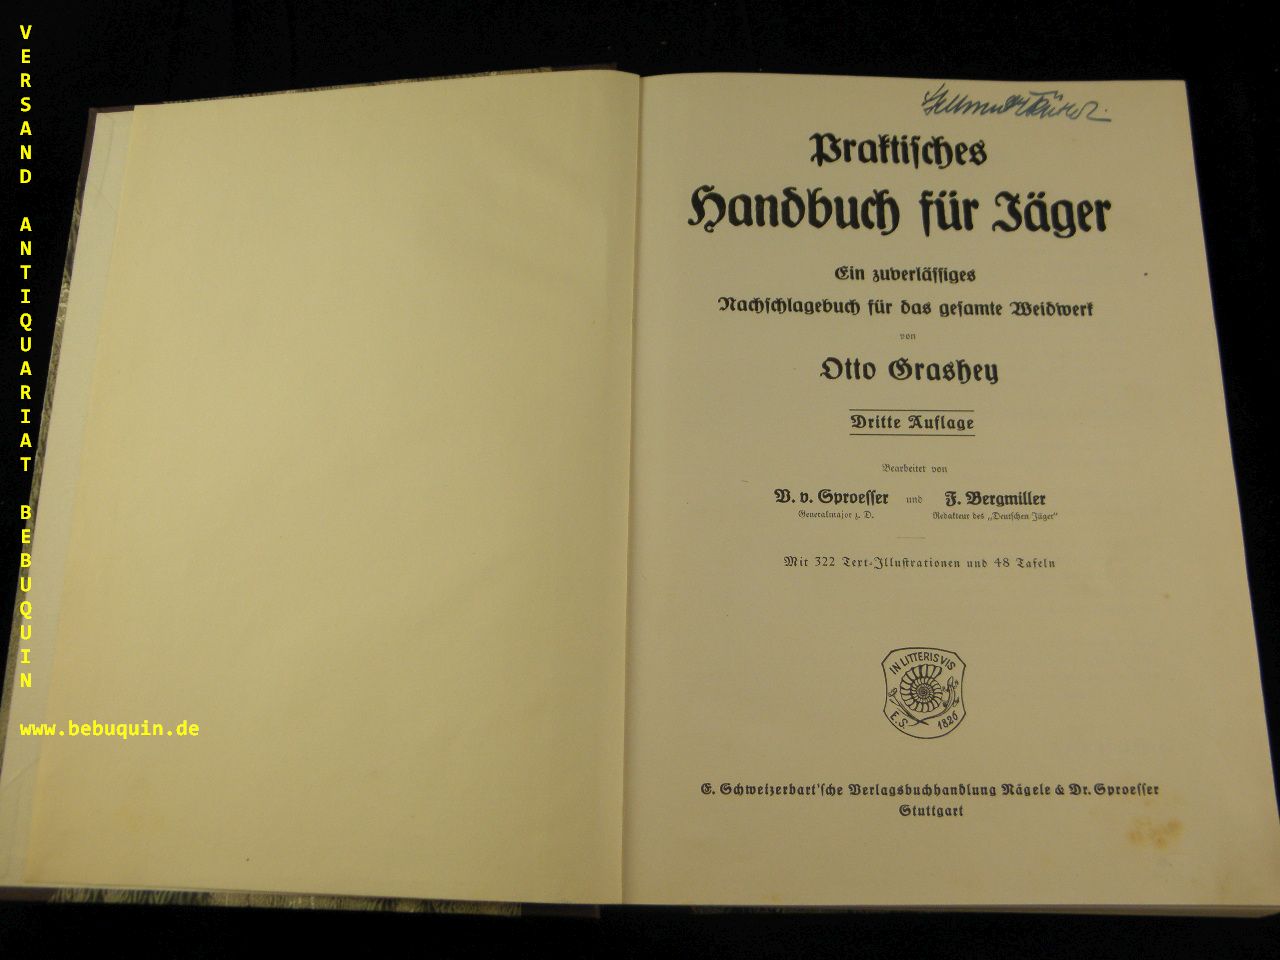 VERSAND ANTIQUARIAT BEBUQUIN
www.bebuquin.de
Praktisches
Handbuch für Jäger
Ein zuverlässiges
Nachschlagebuch für das gesamte Weidwerk
von
Otto Grashey
Dritte Auflage
Bearbeitet von
V. v. Sproesser und F. Bergmiller
Generalmajor z. D. Redakteur des „Deutschen Jäger“
Mit 322 Text-Illustrationen und 48 Tafeln
IN LITTERIS VIS
E.S. 1826
E. Schweizerbart'sche Verlagsbuchhandlung Nägele & Dr. Sproesser
Stuttgart